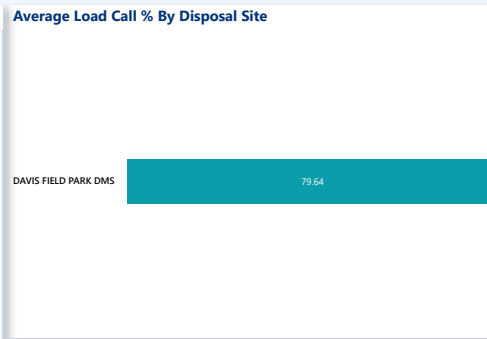 Average Load Call % By Disposal Site
DAVIS FIELD PARK DMS
79.64